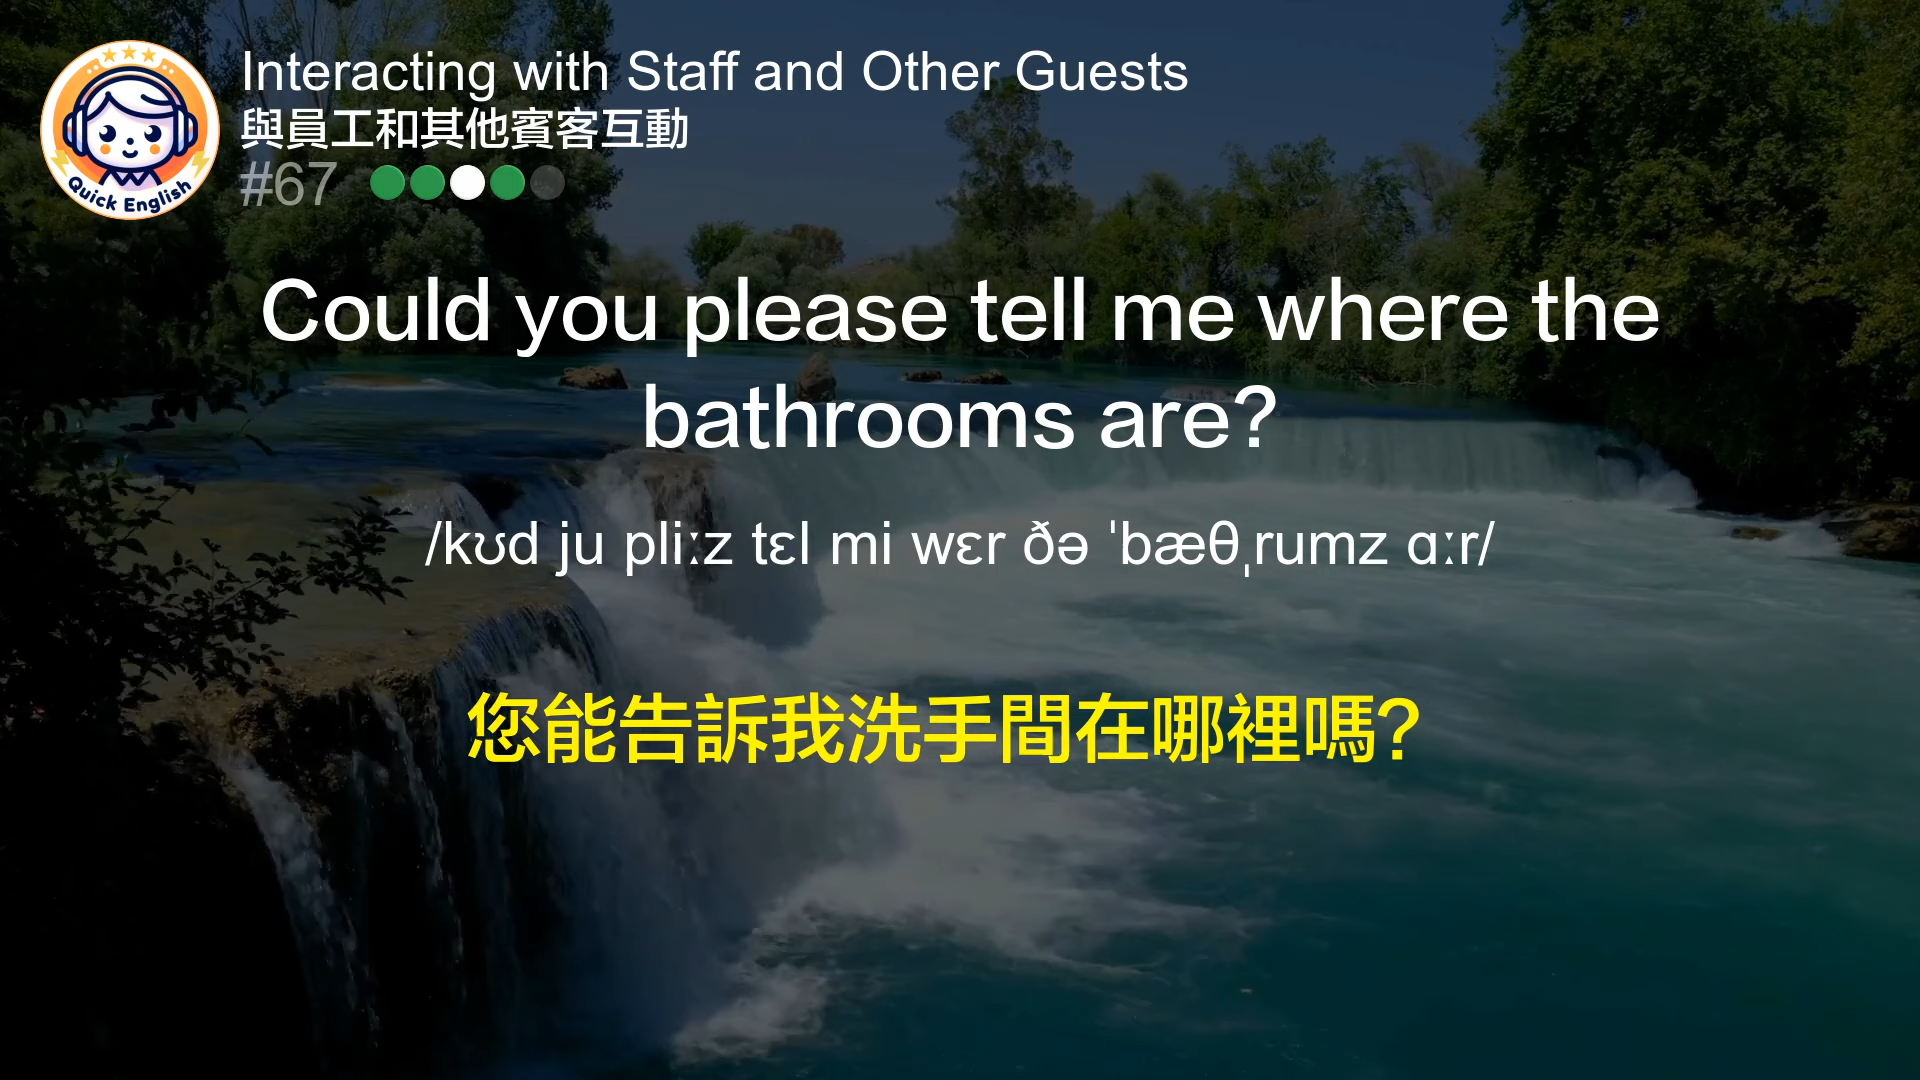 Interacting with Staff and Other Guests
與員工和其他賓客互動
#67
Quick English
Could you please tell me where the
bathrooms are?
/kʊd ju pliːz tɛl mi wɛr ðə ˈbæθˌrumz ɑːr/
您能告訴我洗手間在哪裡嗎?